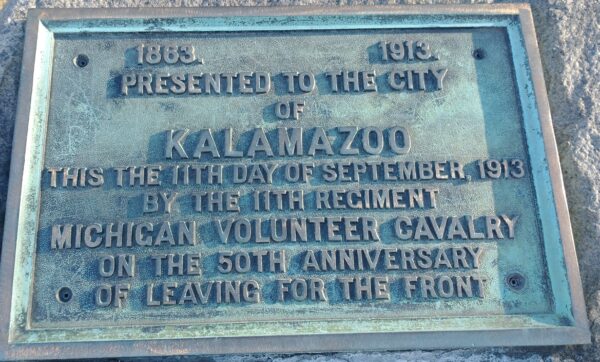 1863. 1913.
PRESENTED TO THE CITY
OF
KALAMAZOO
THIS THE 11TH DAY OF SEPTEMBER, 1913
BY THE 11TH REGIMENT
MICHIGAN VOLUNTEER CAVALRY
ON THE 50TH ANNIVERSARY
OF LEAVING FOR THE FRONT